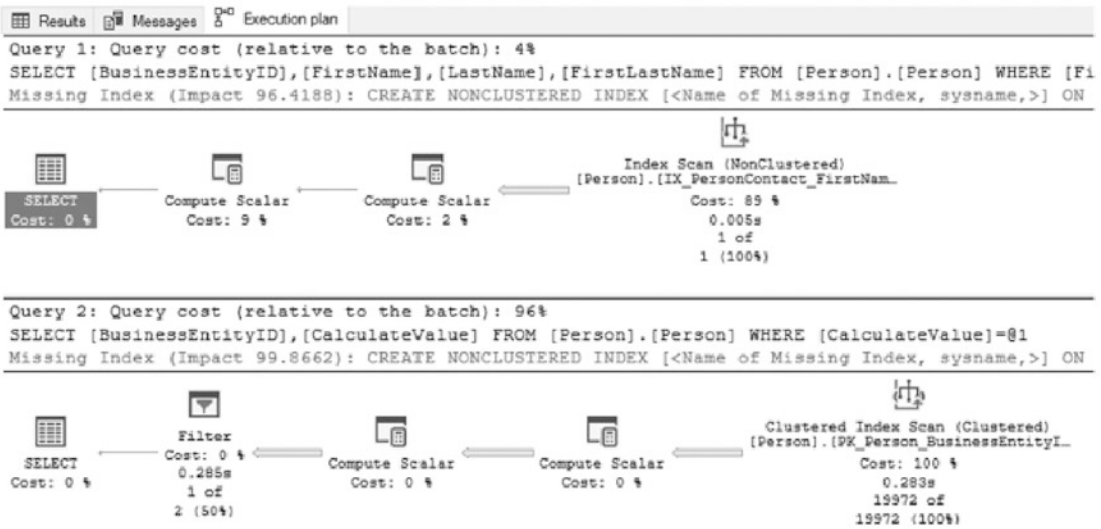 Results Messages Execution plan
Query 1: Query cost (relative to the batch): 4%
SELECT [BusinessEntityID],[FirstName],[LastName],[FirstLastName] FROM [Person].[Person] WHERE [Fi
Missing Index (Impact 96.4188): CREATE NONCLUSTERED INDEX [<Name of Missing Index, sysname,>] ON
SELECT
Cost: 0 %
Compute Scalar
Cost: 9 %
Compute Scalar
Cost: 2 %
Index Scan (NonClustered)
[Person].[IX_PersonContact_FirstNam…
Cost: 89 %
0.005s
1 of
1 (100%)
Query 2: Query cost (relative to the batch): 96%
SELECT [BusinessEntityID],[CalculateValue] FROM [Person].[Person] WHERE [CalculateValue]=@1
Missing Index (Impact 99.8662): CREATE NONCLUSTERED INDEX [<Name of Missing Index, sysname,>] ON
SELECT
Cost: 0 %
Filter
Cost: 0 %
0.285s
1 of
2 (50%)
Compute Scalar
Cost: 0 %
Compute Scalar
Cost: 0 %
Clustered Index Scan (Clustered)
[Person].[PK_Person_BusinessEntityI…
Cost: 100 %
0.283s
19972 of
19972 (100%)